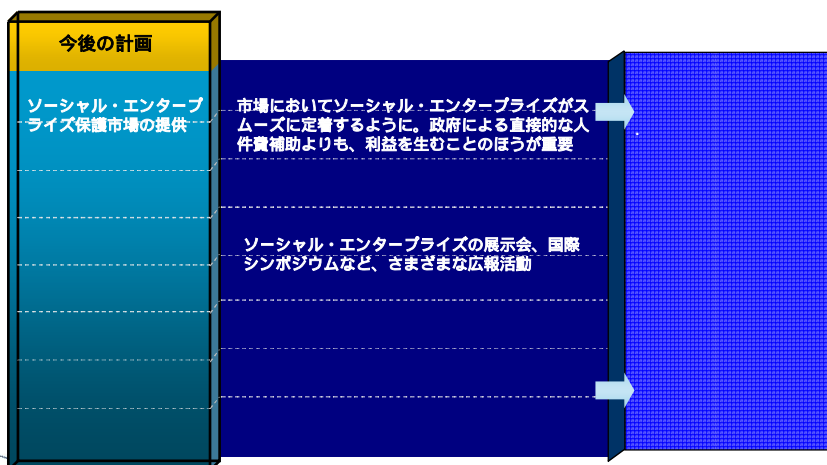 今後の計画
ソーシャル・エンタープ
ライズ保護市場の提供
市場においてソーシャル・エンタープライズがス
ムーズに定着するように。政府による直接的な人
件費補助よりも、利益を生むことのほうが重要
ソーシャル・エンタープライズの展示会、国際
シンポジウムなど、さまざまな広報活動